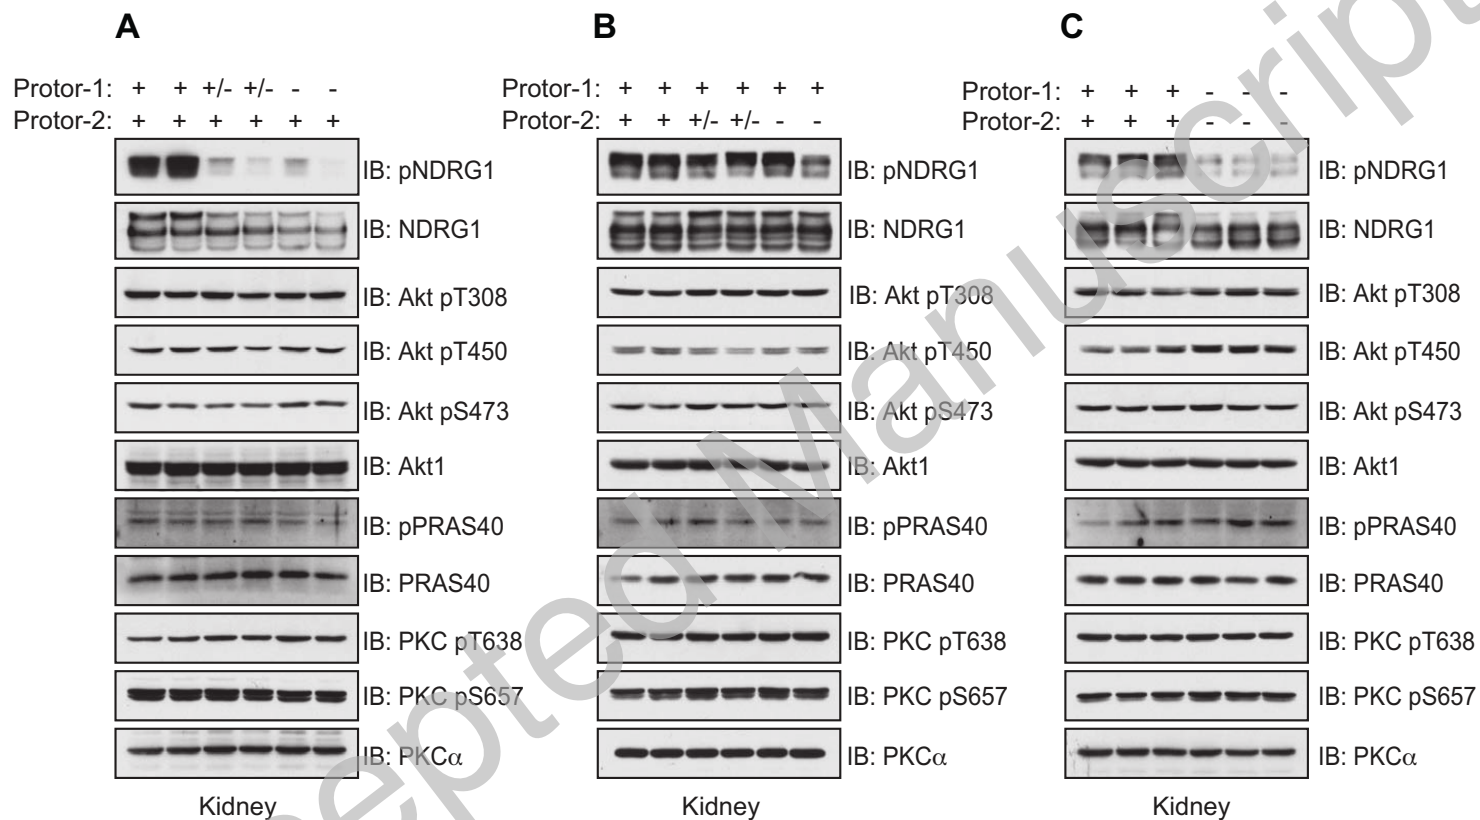 A B C
Protor-1: + + +/- +/- - -
Protor-2: + + + + + +
IB: pNDRG1
IB: NDRG1
IB: Akt pT308
IB: Akt pT450
IB: Akt pS473
IB: Akt1
IB: pPRAS40
IB: PRAS40
IB: PKC pT638
IB: PKC pS657
IB: PKCα
Kidney
Protor-1: + + + + + +
Protor-2: + + +/- +/- - -
IB: pNDRG1
IB: NDRG1
IB: Akt pT308
IB: Akt pT450
IB: Akt pS473
IB: Akt1
IB: pPRAS40
IB: PRAS40
IB: PKC pT638
IB: PKC pS657
IB: PKCα
Kidney
Protor-1: + + + - - -
Protor-2: + + + - - -
IB: pNDRG1
IB: NDRG1
IB: Akt pT308
IB: Akt pT450
IB: Akt pS473
IB: Akt1
IB: pPRAS40
IB: PRAS40
IB: PKC pT638
IB: PKC pS657
IB: PKCα
Kidney
epted Manuscript